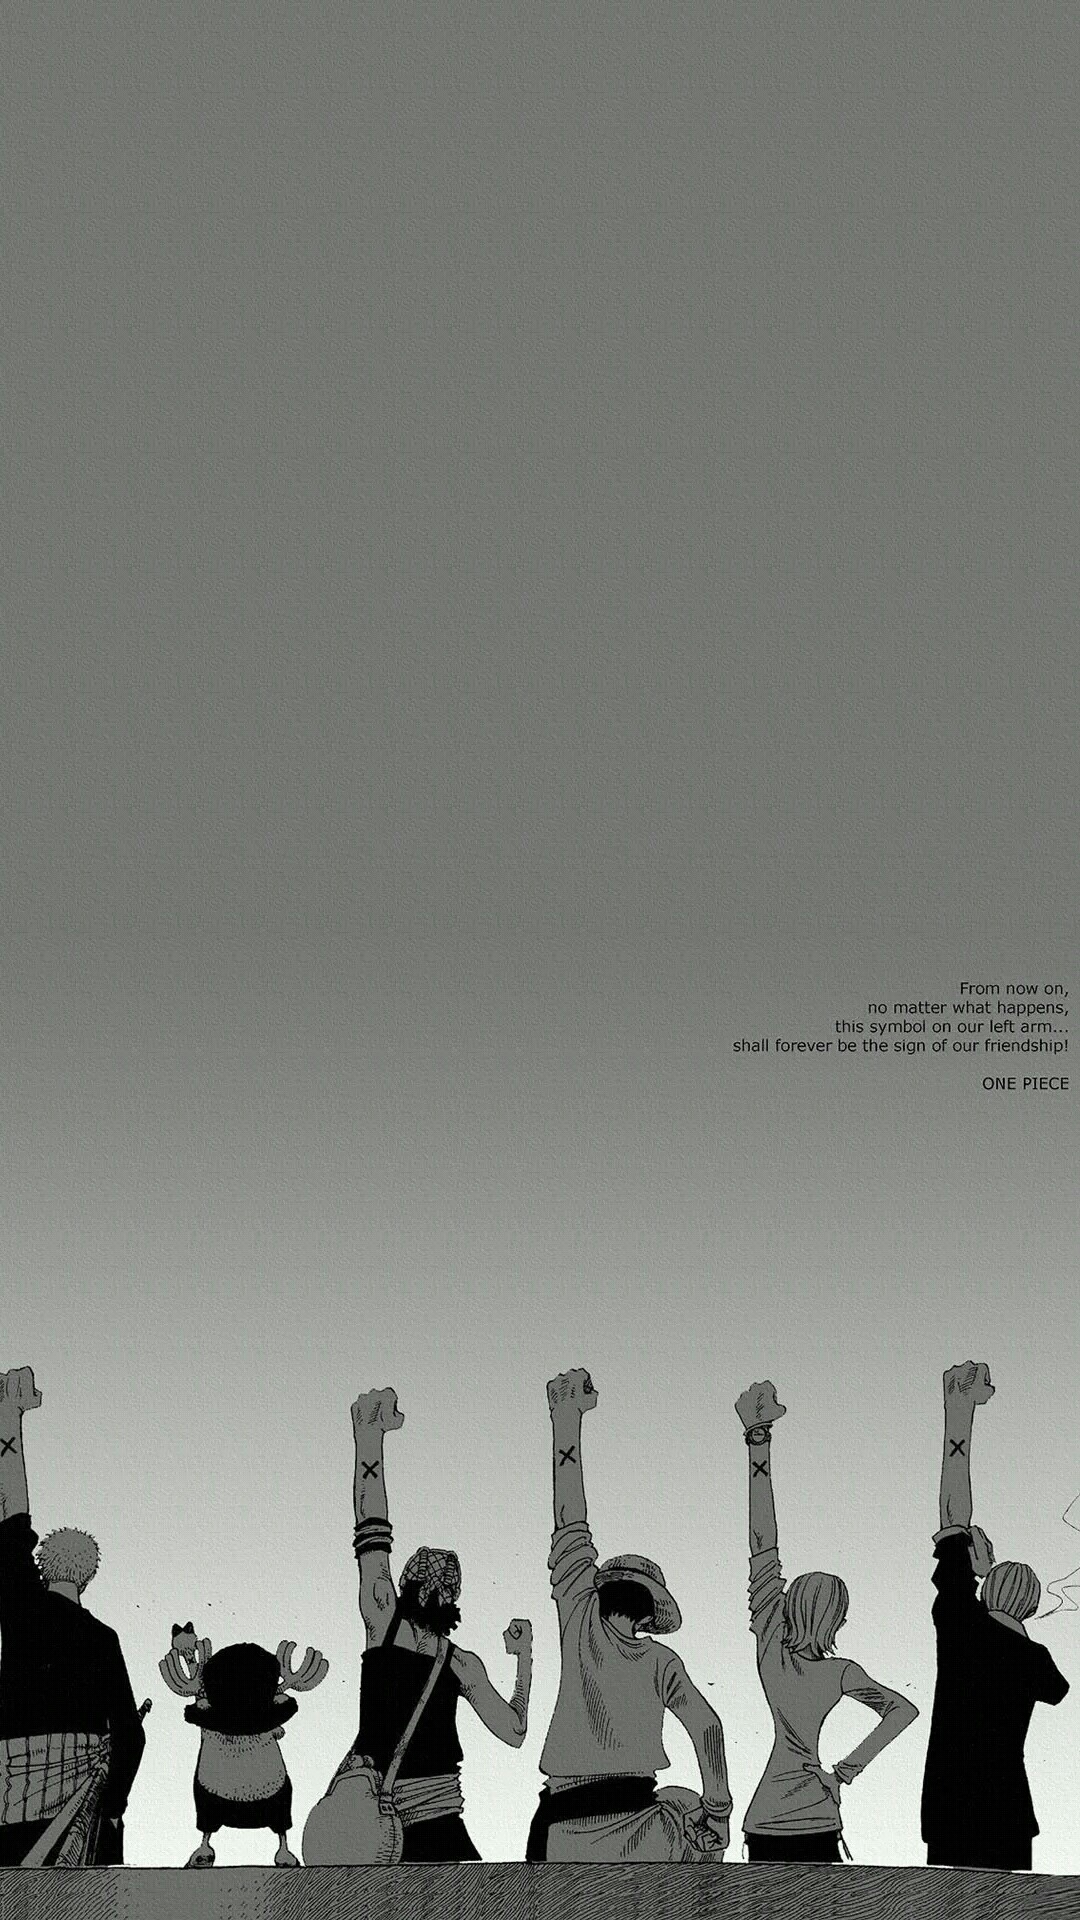 From now on,
no matter what happens,
this symbol on our left arm...
shall forever be the sign of our friendship!
ONE PIECE